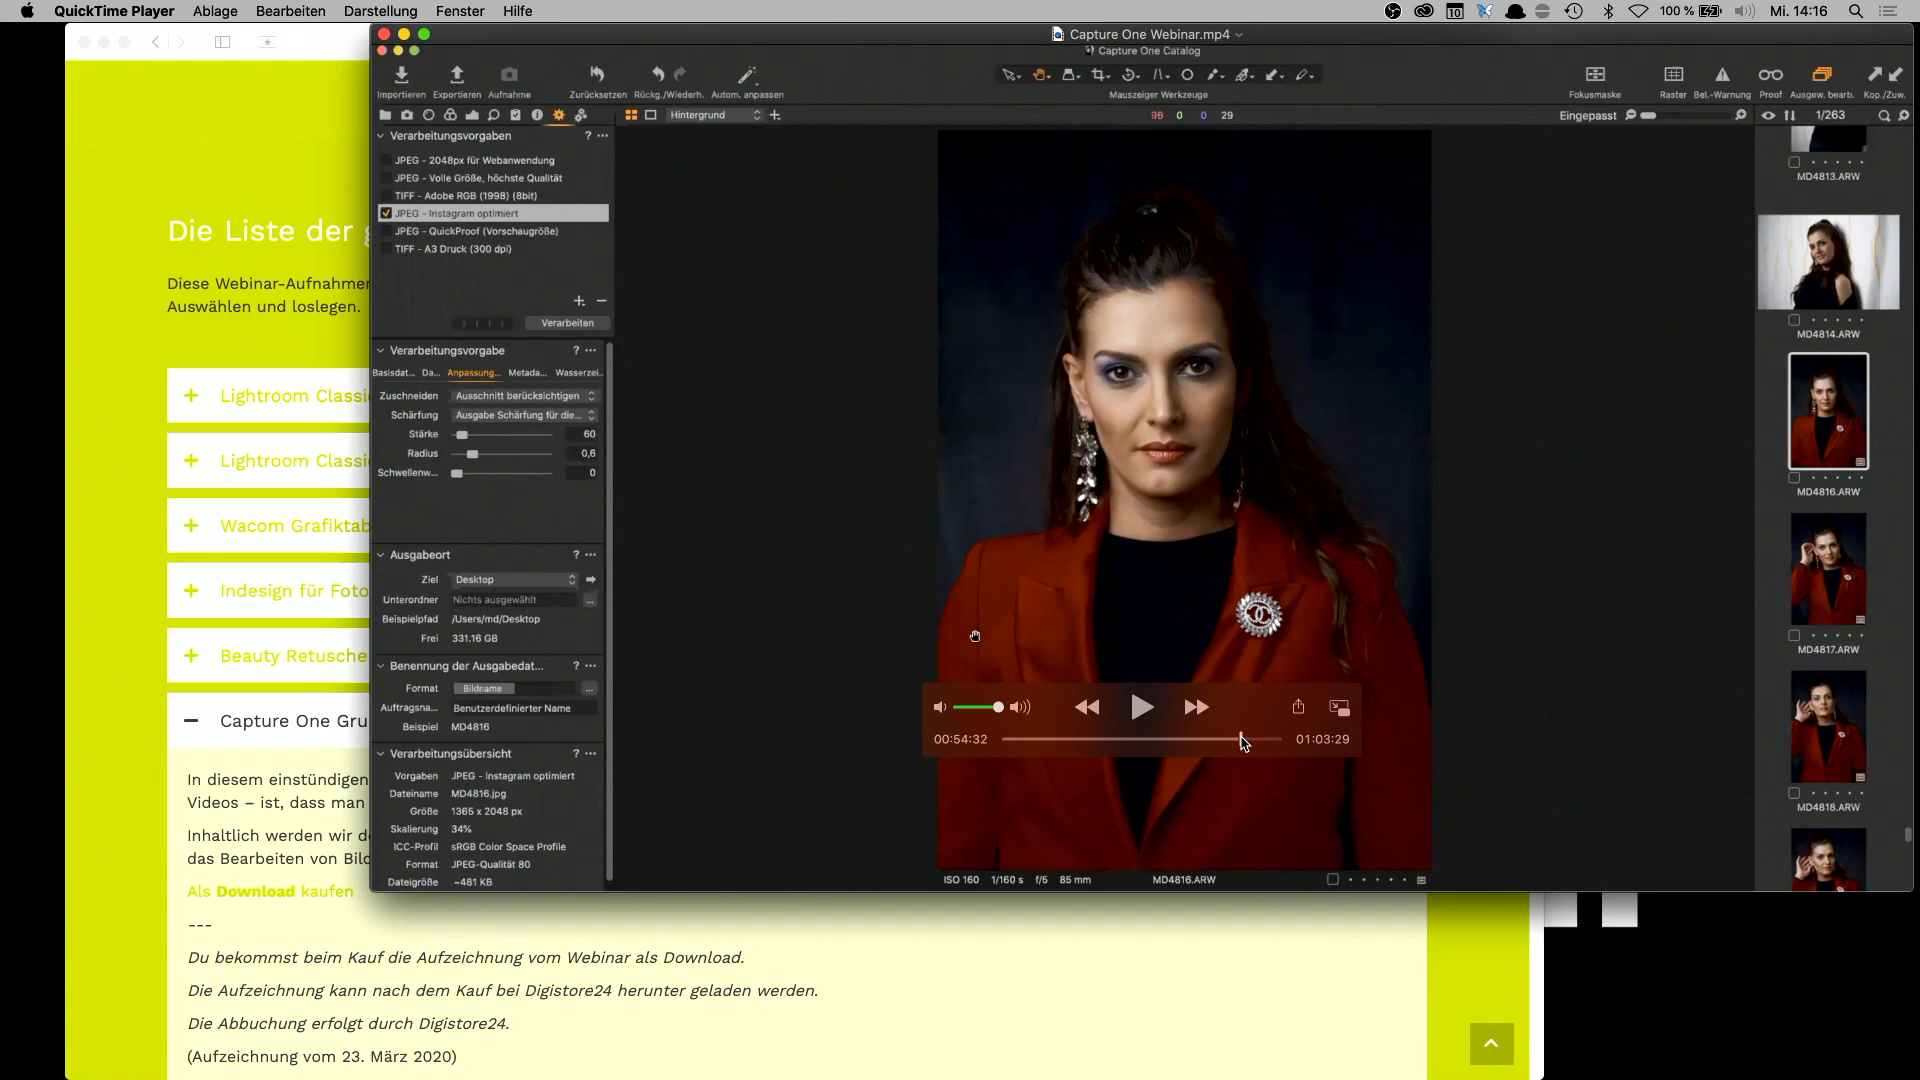 QuickTime Player Ablage Bearbeiten Darstellung Fenster Hilfe
10
100 % Mi. 14:16
Capture One Webinar.mp4
Capture One Catalog
Importieren Exportieren Aufnahme Zurücksetzen Rückg./Wiederh. Autom. anpassen Mauszeiger Werkzeuge Fokusmaske Raster Bel.-Warnung Proof Ausgew. bearb. Kop./Zuw.
Hintergrund 96 0 0 29 Eingepasst 1/263
Verarbeitungsvorgaben ? ...
JPEG - 2048px für Webanwendung
JPEG - Volle Größe, höchste Qualität
TIFF - Adobe RGB (1998) (8bit)
JPEG - Instagram optimiert
JPEG - QuickProof (Vorschaugröße)
TIFF - A3 Druck (300 dpi)
Verarbeiten
Verarbeitungsvorgabe ? ...
Basisdat... Da... Anpassung... Metada... Wasserzei...
Zuschneiden Ausschnitt berücksichtigen
Schärfung Ausgabe Schärfung für die...
Stärke 60
Radius 0,6
Schwellenw... 0
Ausgabeort ? ...
Ziel Desktop
Unterordner Nichts ausgewählt ...
Beispielpfad /Users/md/Desktop
Frei 331.16 GB
Benennung der Ausgabedat... ? ...
Format Bildname ...
Auftragsna... Benutzerdefinierter Name
Beispiel MD4816
Verarbeitungsübersicht ? ...
Vorgaben JPEG - Instagram optimiert
Dateiname MD4816.jpg
Größe 1365 x 2048 px
Skalierung 34%
ICC-Profil sRGB Color Space Profile
Format JPEG-Qualität 80
Dateigröße ~481 KB
00:54:32 01:03:29
ISO 160 1/160 s f/5 85 mm MD4816.ARW
MD4813.ARW
MD4814.ARW
MD4816.ARW
MD4817.ARW
MD4818.ARW
Die Liste der
Diese Webinar-Aufnahmen
Auswählen und loslegen.
+ Lightroom Classi
+ Lightroom Classi
+ Wacom Grafiktab
+ Indesign für Foto
+ Beauty Retusche
− Capture One Gru
In diesem einstündigen
Videos – ist, dass man
Inhaltlich werden wir d
das Bearbeiten von Bild
Als Download kaufen
---
Du bekommst beim Kauf die Aufzeichnung vom Webinar als Download.
Die Aufzeichnung kann nach dem Kauf bei Digistore24 herunter geladen werden.
Die Abbuchung erfolgt durch Digistore24.
(Aufzeichnung vom 23. März 2020)